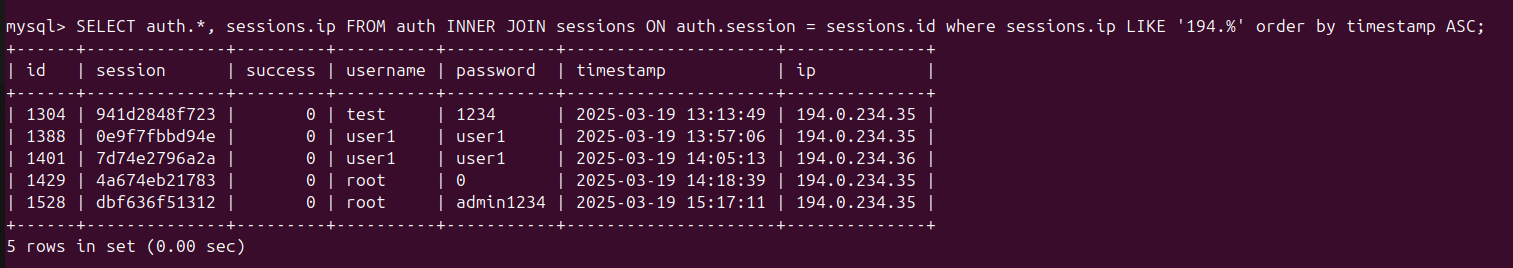 mysql> SELECT auth.*, sessions.ip FROM auth INNER JOIN sessions ON auth.session = sessions.id where sessions.ip LIKE '194.%' order by timestamp ASC;
+------+--------------+---------+----------+-----------+---------------------+--------------+
| id   | session      | success | username | password  | timestamp           | ip           |
+------+--------------+---------+----------+-----------+---------------------+--------------+
| 1304 | 941d2848f723 |       0 | test     | 1234      | 2025-03-19 13:13:49 | 194.0.234.35 |
| 1388 | 0e9f7fbbd94e |       0 | user1    | user1     | 2025-03-19 13:57:06 | 194.0.234.35 |
| 1401 | 7d74e2796a2a |       0 | user1    | user1     | 2025-03-19 14:05:13 | 194.0.234.36 |
| 1429 | 4a674eb21783 |       0 | root     | 0         | 2025-03-19 14:18:39 | 194.0.234.35 |
| 1528 | dbf636f51312 |       0 | root     | admin1234 | 2025-03-19 15:17:11 | 194.0.234.35 |
+------+--------------+---------+----------+-----------+---------------------+--------------+
5 rows in set (0.00 sec)